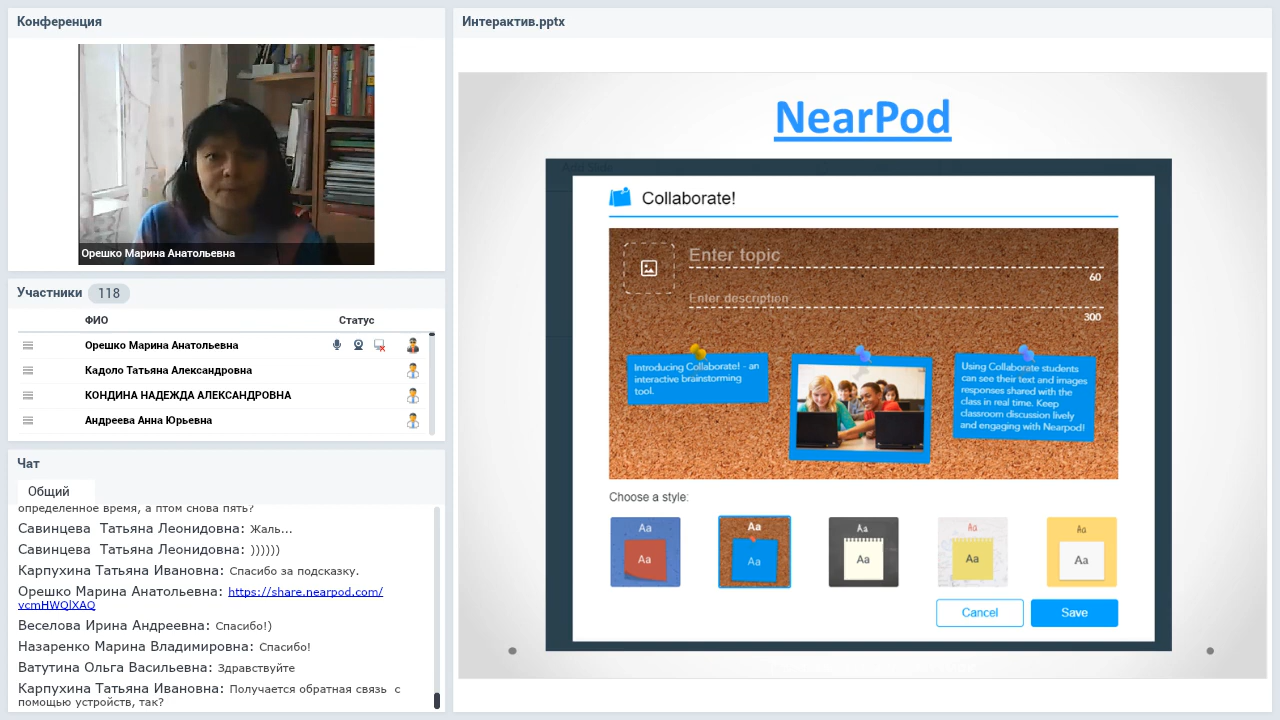 Конференция
Орешко Марина Анатольевна
Участники 118
ФИО Статус
Орешко Марина Анатольевна
Кадоло Татьяна Александровна
КОНДИНА НАДЕЖДА АЛЕКСАНДРОВНА
Андреева Анна Юрьевна
Чат
Общий
определенное время, а птом снова пять?
Савинцева Татьяна Леонидовна: Жаль...
Савинцева Татьяна Леонидовна: ))))))
Карпухина Татьяна Ивановна: Спасибо за подсказку.
Орешко Марина Анатольевна: https://share.nearpod.com/
vcmHWQlXAQ
Веселова Ирина Андреевна: Спасибо!)
Назаренко Марина Владимировна: Спасибо!
Ватутина Ольга Васильевна: Здравствуйте
Карпухина Татьяна Ивановна: Получается обратная связь с
помощью устройств, так?
Интерактив.pptx
NearPod
Collaborate!
Enter topic
60
Enter description
300
Introducing Collaborate! - an
interactive brainstorming
tool.
Using Collaborate students
can see their text and images
responses shared with the
class in real time. Keep
classroom discussion lively
and engaging with Nearpod!
Choose a style:
Aa Aa Aa Aa Aa
Aa Aa Aa Aa Aa
Cancel Save